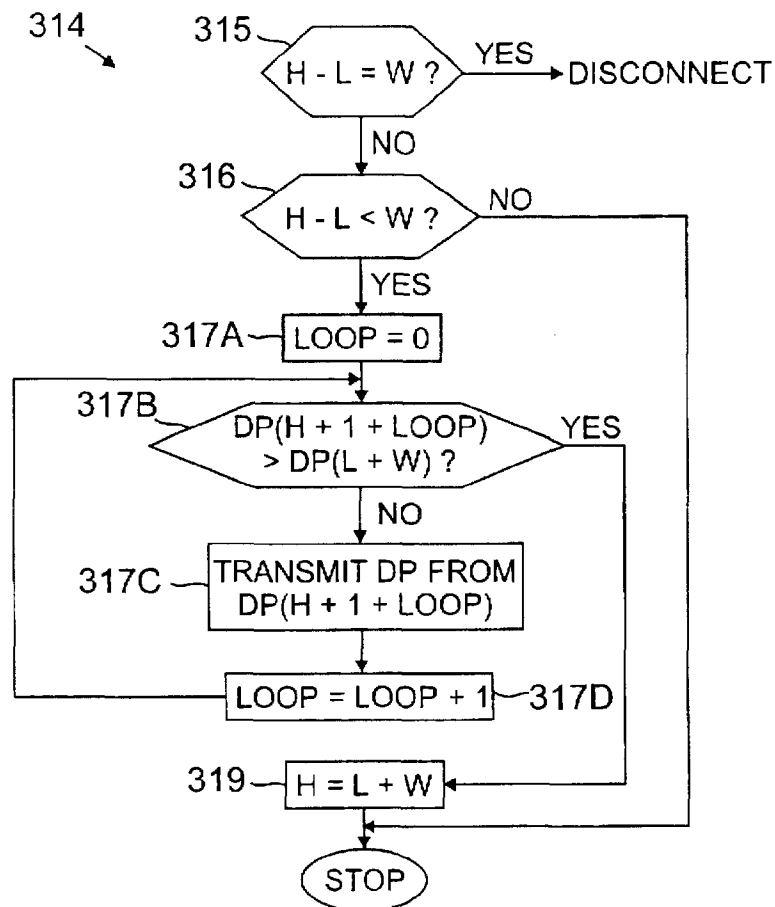 314
315
H - L = W ?
YES
DISCONNECT
NO
316
H - L < W ?
NO
YES
317A
LOOP = 0
317B
DP(H + 1 + LOOP)
> DP(L + W) ?
YES
NO
317C
TRANSMIT DP FROM
DP(H + 1 + LOOP)
LOOP = LOOP + 1
317D
319
H = L + W
STOP